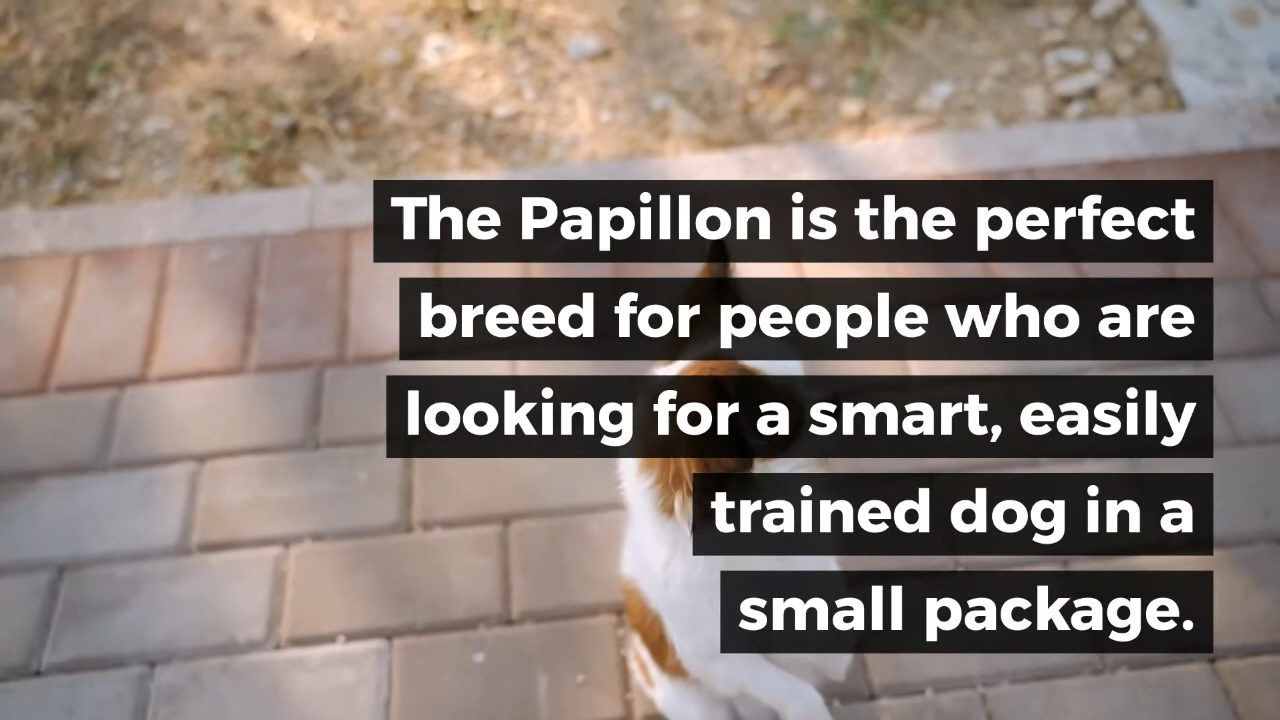 The Papillon is the perfect
breed for people who are
looking for a smart, easily
trained dog in a
small package.